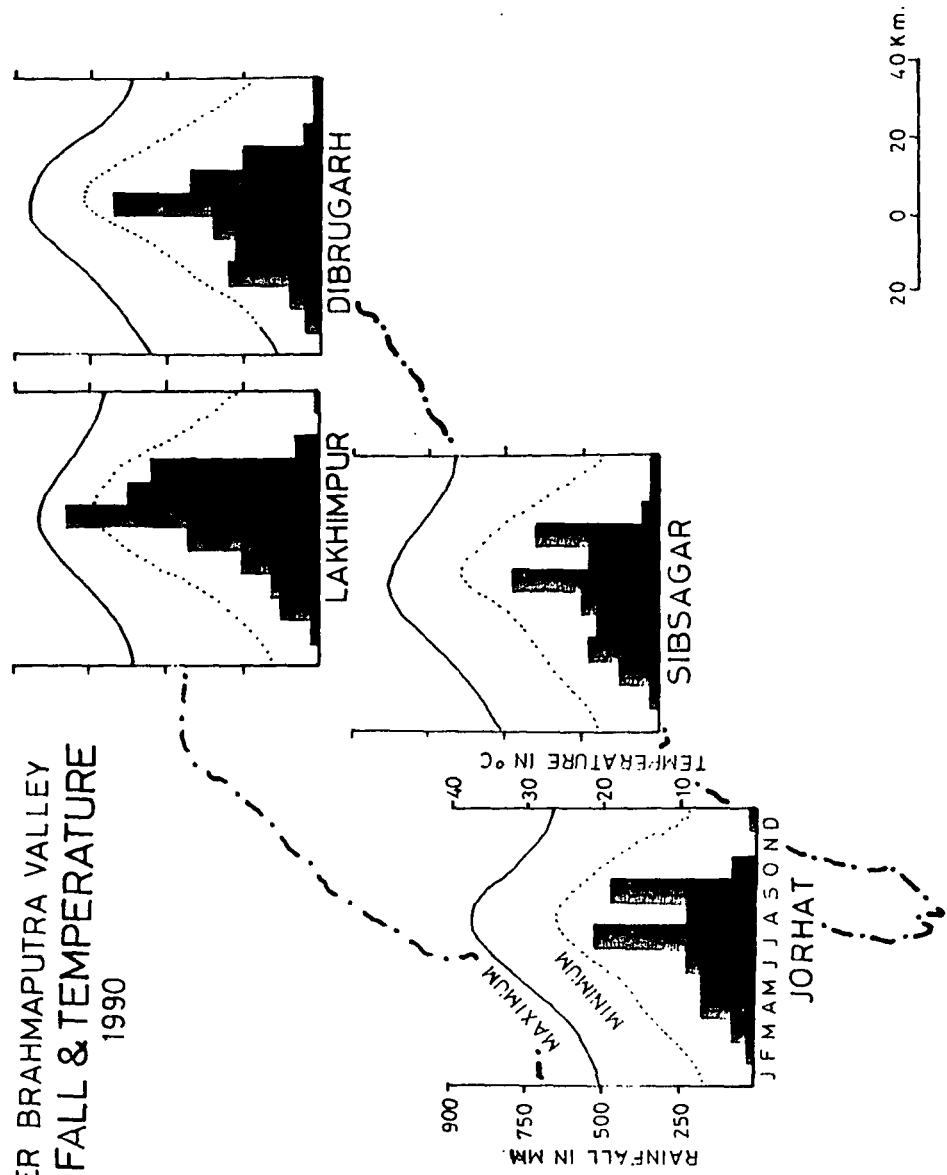 ER BRAHMAPUTRA VALLEY
FALL & TEMPERATURE
1990
LAKHIMPUR
DIBRUGARH
SIBSAGAR
JORHAT
MAXIMUM
MINIMUM
RAINFALL IN MM.
900
750
500
250
TEMPERATURE IN °C
40
30
20
10
J F M A M J J A S O N D
20 0 20 40 Km.